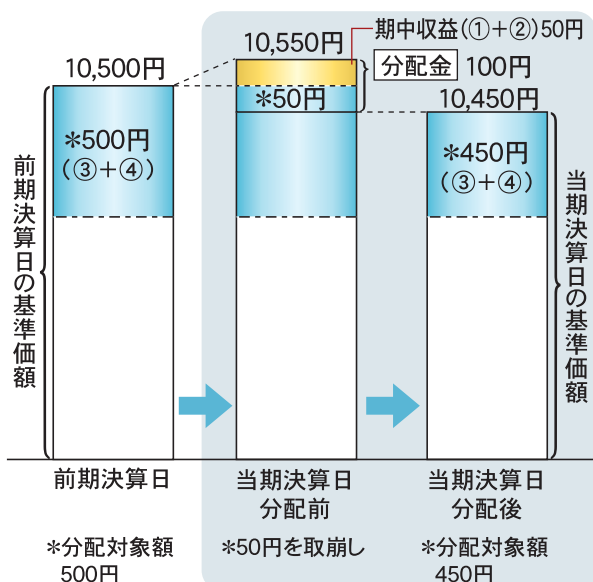 期中収益(①+②)50円
10,550円
分配金 100円
10,500円
*50円
10,450円
*500円
(③+④)
*450円
(③+④)
前期決算日の基準価額
当期決算日の基準価額
前期決算日
当期決算日
分配前
当期決算日
分配後
*分配対象額
500円
*50円を取崩し
*分配対象額
450円